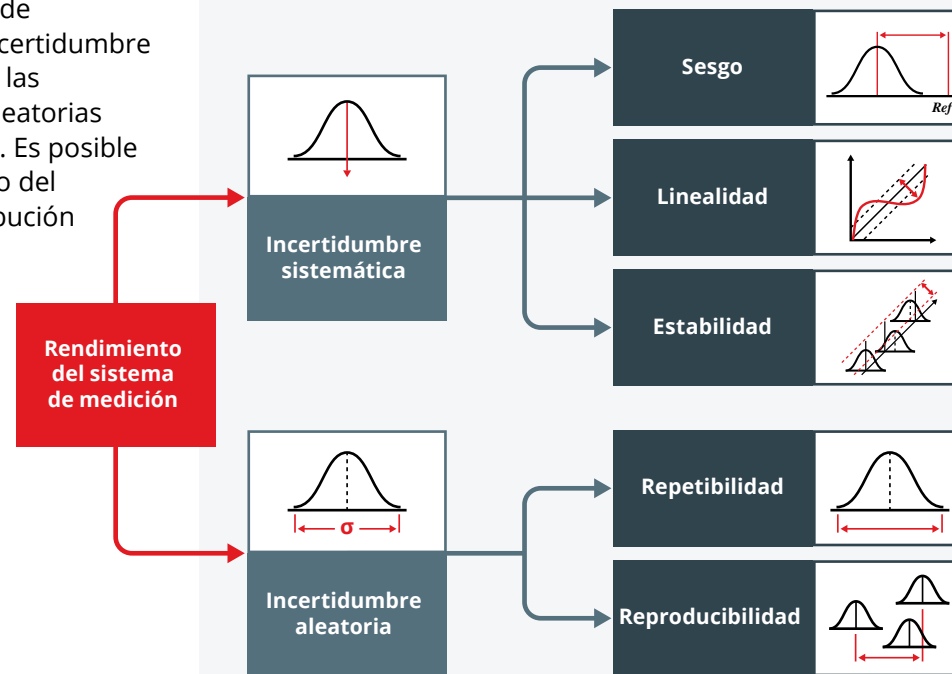 de
certidumbre
las
eatorias
. Es posible
o del
bución
Rendimiento
del sistema
de medición
Incertidumbre
sistemática
Sesgo
Ref
Linealidad
Estabilidad
σ
Incertidumbre
aleatoria
Repetibilidad
Reproducibilidad